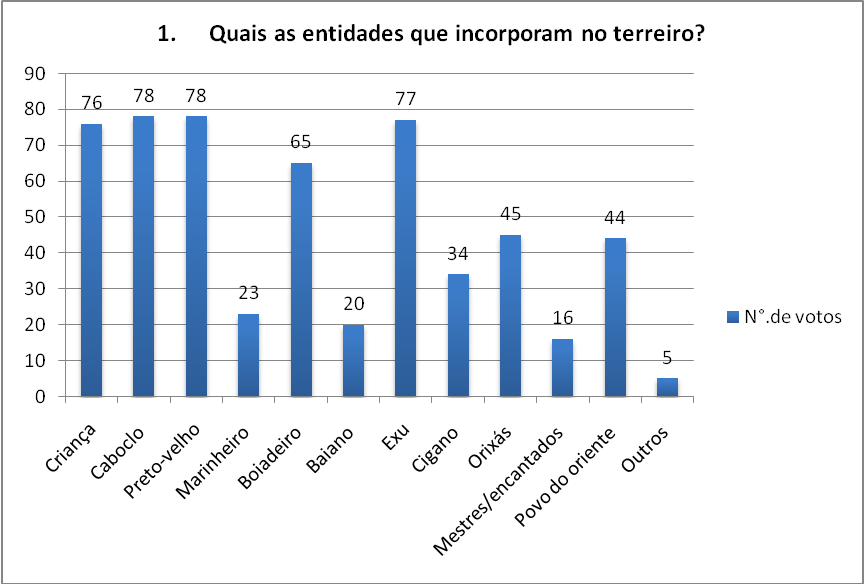 1. Quais as entidades que incorporam no terreiro?
90
80
70
60
50
40
30
20
10
0
76
78
78
23
65
20
77
34
45
16
44
5
Criança
Caboclo
Preto-velho
Marinheiro
Boiadeiro
Baiano
Exu
Cigano
Orixás
Mestres/encantados
Povo do oriente
Outros
N°.de votos